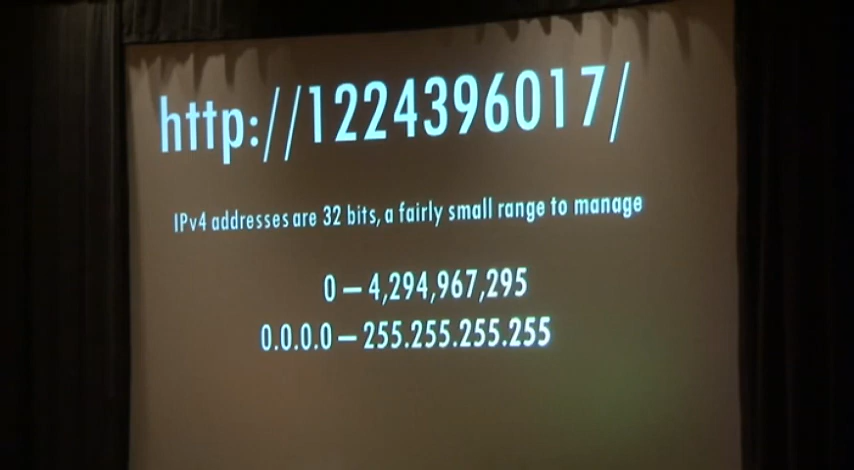 http://1224396017/
IPv4 addresses are 32 bits, a fairly small range to manage
0 – 4,294,967,295
0.0.0.0 – 255.255.255.255